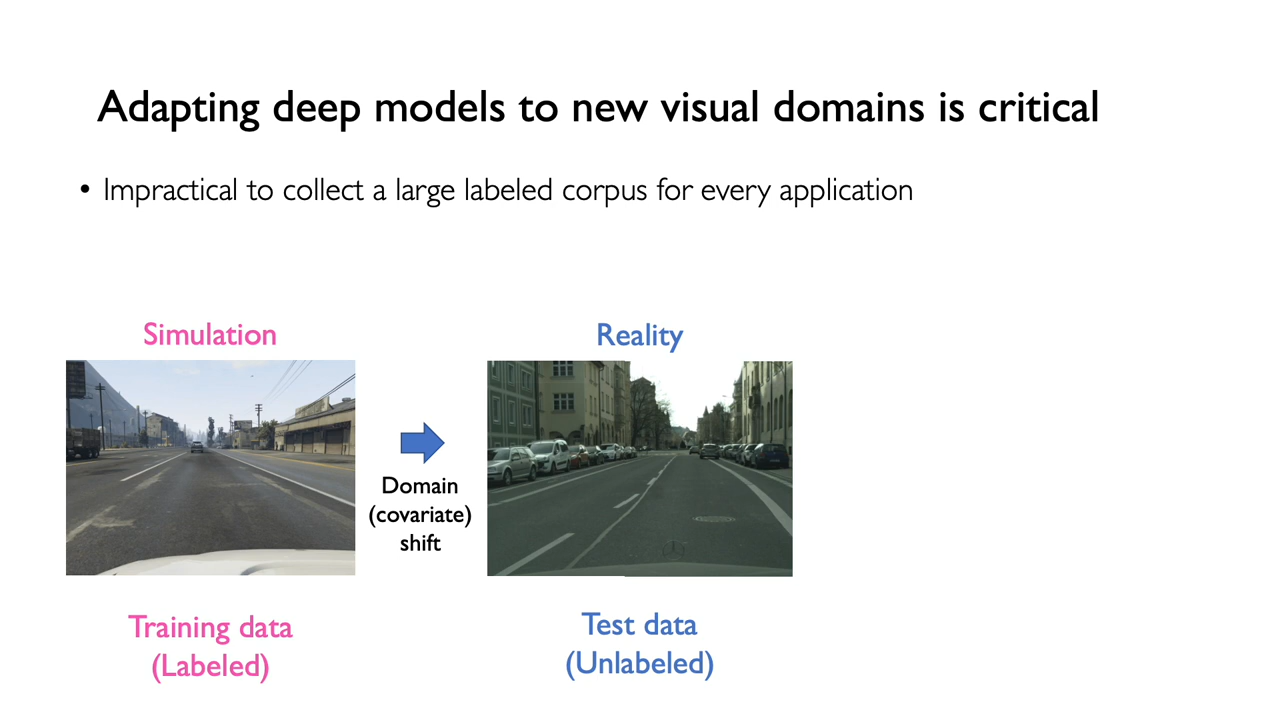 Adapting deep models to new visual domains is critical
• Impractical to collect a large labeled corpus for every application
Simulation
Reality
Domain
(covariate)
shift
Training data
(Labeled)
Test data
(Unlabeled)